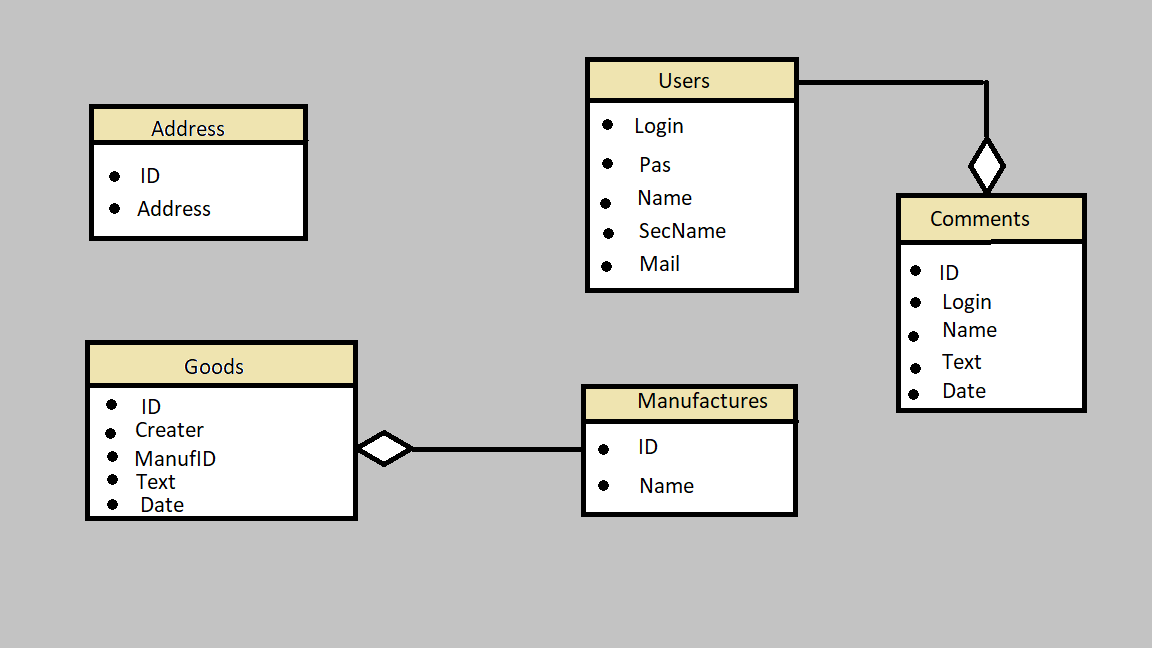 Address
ID
Address
Users
Login
Pas
Name
SecName
Mail
Comments
ID
Login
Name
Text
Date
Goods
ID
Creater
ManufID
Text
Date
Manufactures
ID
Name